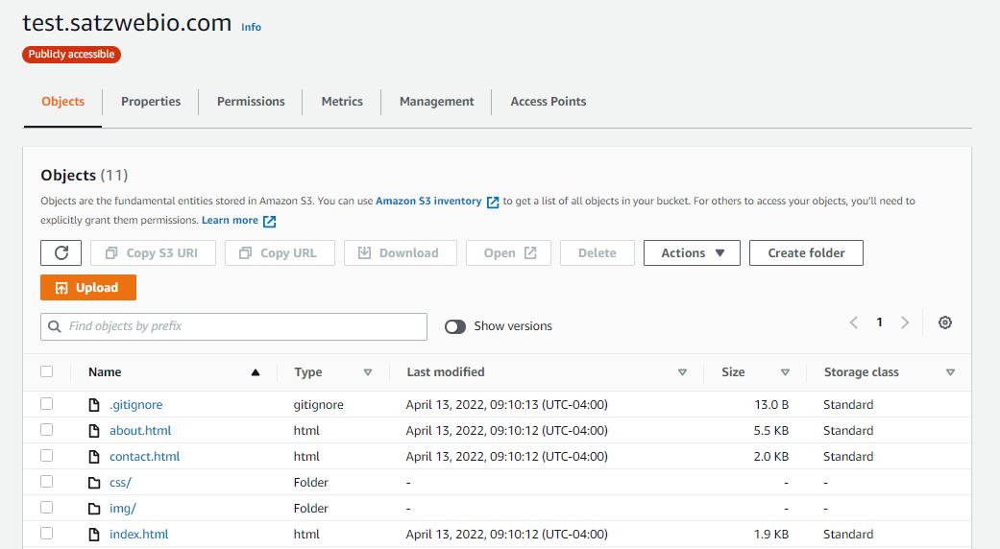 test.satzwebio.com Info
Publicly accessible
Objects Properties Permissions Metrics Management Access Points
Objects (11)
Objects are the fundamental entities stored in Amazon S3. You can use Amazon S3 inventory to get a list of all objects in your bucket. For others to access your objects, you'll need to
explicitly grant them permissions. Learn more
Copy S3 URI Copy URL Download Open Delete Actions Create folder
Upload
Find objects by prefix Show versions 1
Name Type Last modified Size Storage class
.gitignore gitignore April 13, 2022, 09:10:13 (UTC-04:00) 13.0 B Standard
about.html html April 13, 2022, 09:10:12 (UTC-04:00) 5.5 KB Standard
contact.html html April 13, 2022, 09:10:12 (UTC-04:00) 2.0 KB Standard
css/ Folder - - -
img/ Folder - - -
index.html html April 13, 2022, 09:10:12 (UTC-04:00) 1.9 KB Standard